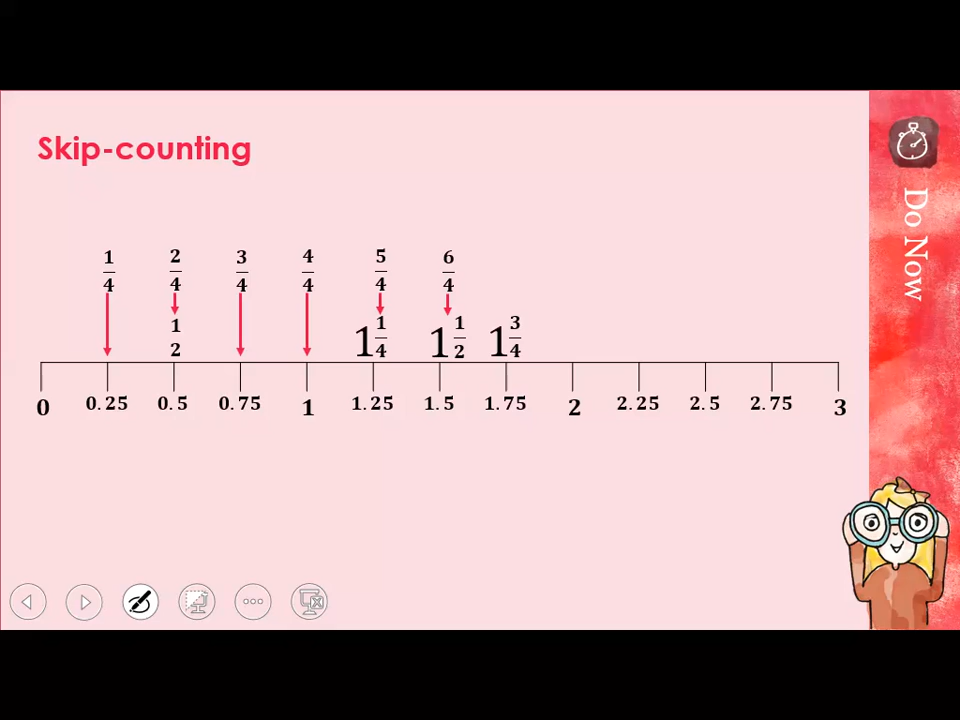 Skip-counting
1/4 2/4 3/4 4/4 5/4 6/4
1/2 1 1/4 1 1/2 1 3/4
0 0.25 0.5 0.75 1 1.25 1.5 1.75 2 2.25 2.5 2.75 3
Do Now